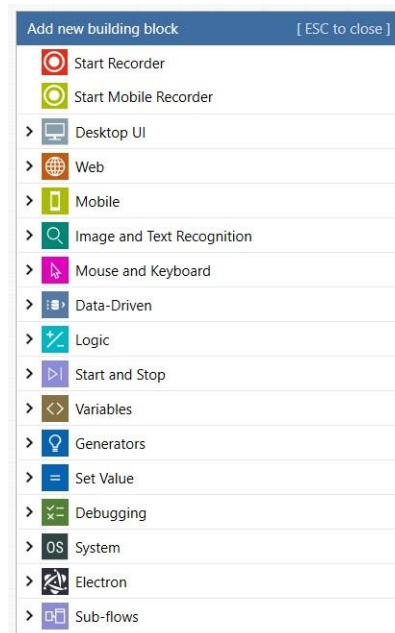 Add new building block [ ESC to close ]
Start Recorder
Start Mobile Recorder
Desktop UI
Web
Mobile
Image and Text Recognition
Mouse and Keyboard
Data-Driven
Logic
Start and Stop
Variables
Generators
Set Value
Debugging
OS System
Electron
Sub-flows